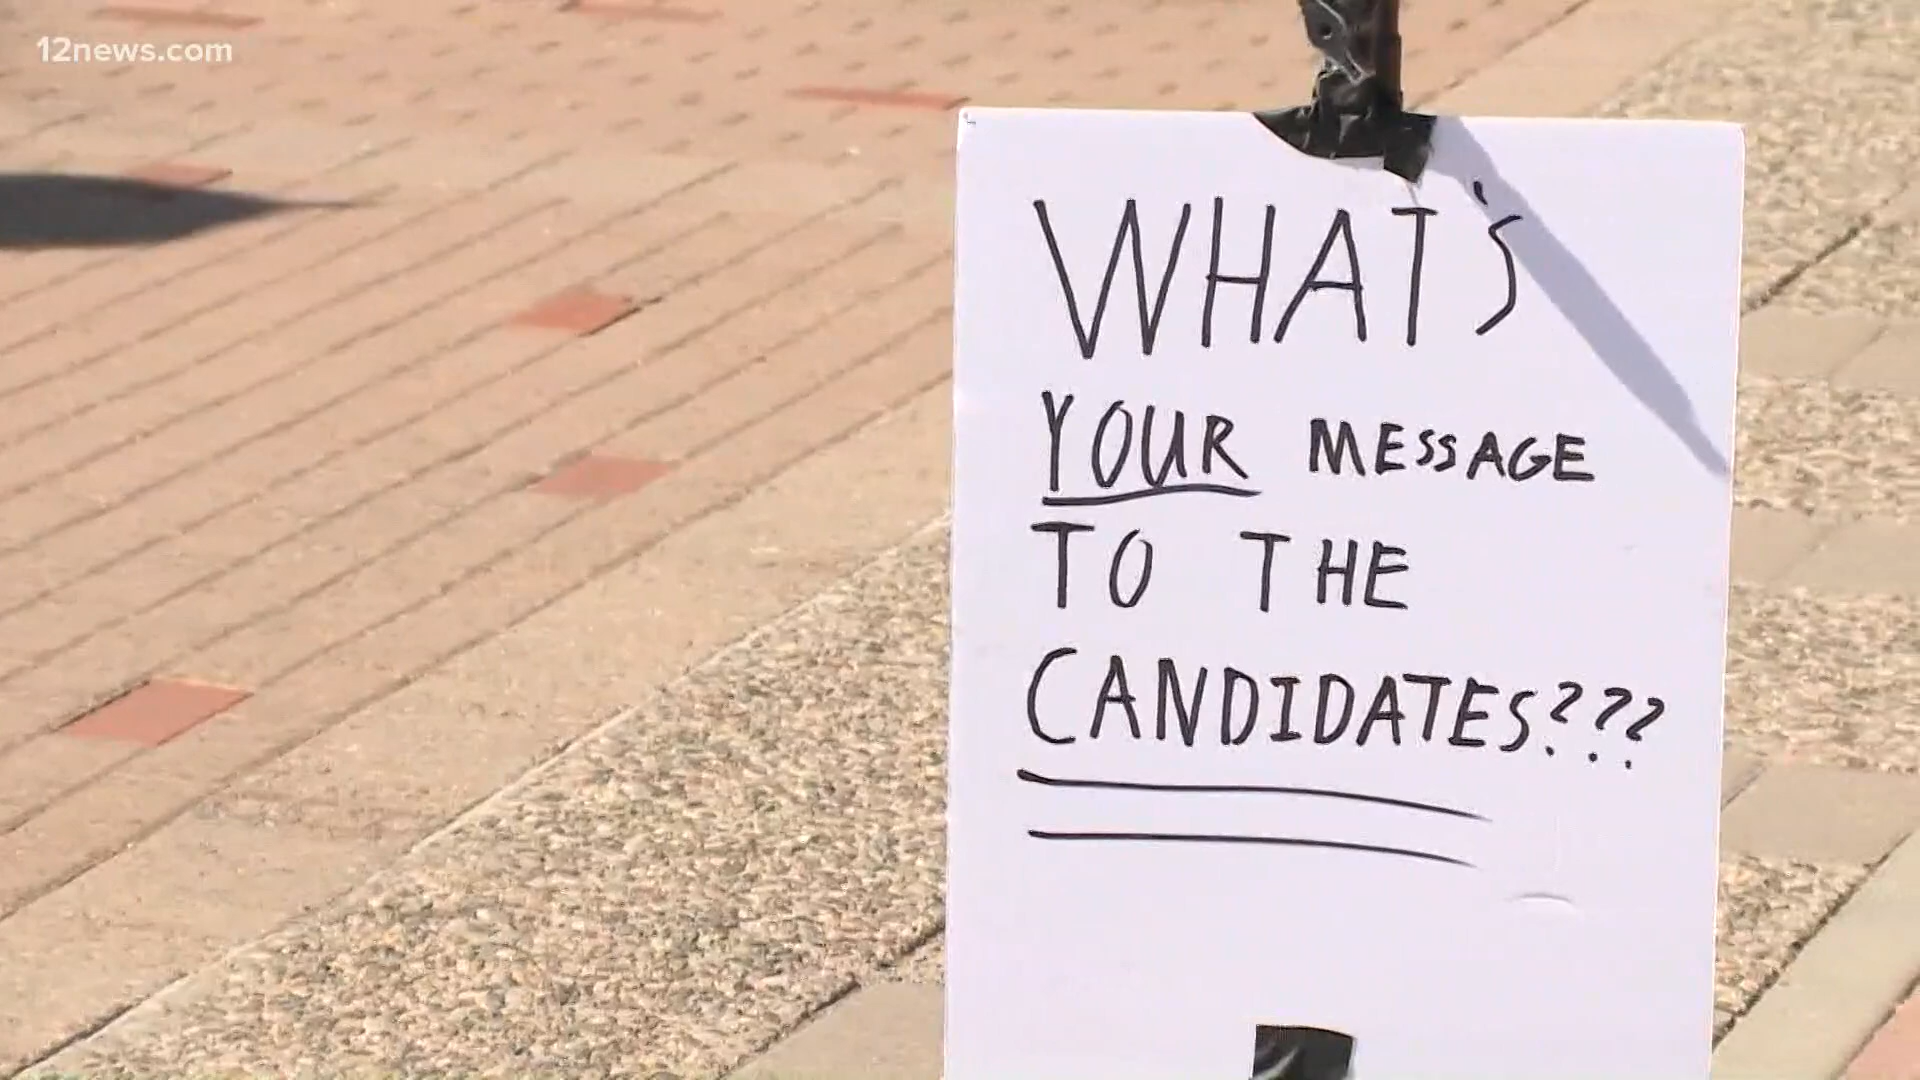 12news.com
WHAT'S
YOUR MESSAGE
TO THE
CANDIDATES???